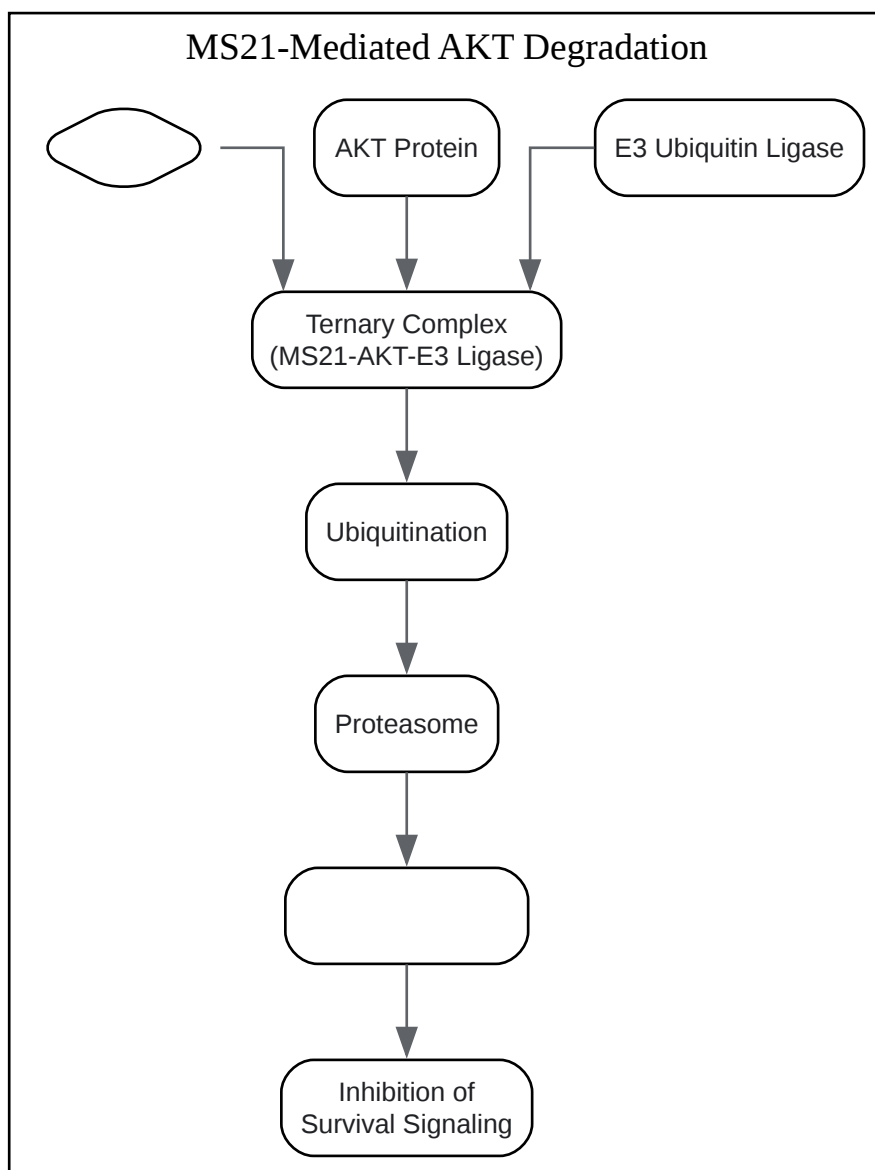 MS21-Mediated AKT Degradation
AKT Protein
E3 Ubiquitin Ligase
Ternary Complex
(MS21-AKT-E3 Ligase)
Ubiquitination
Proteasome
Inhibition of
Survival Signaling